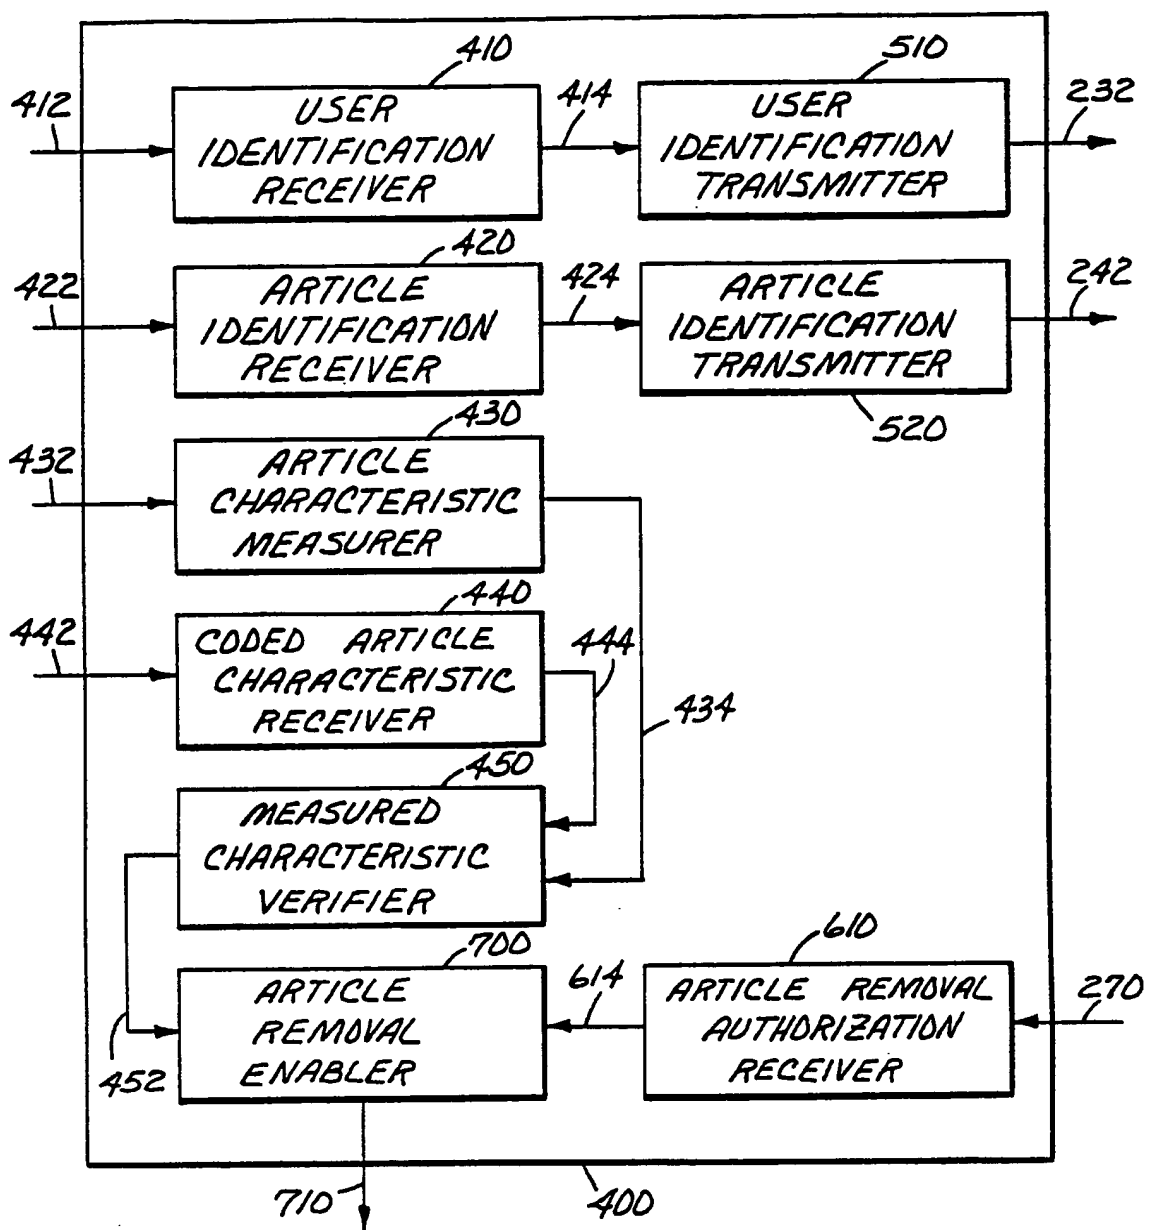 410
510
412
USER
IDENTIFICATION
RECEIVER
414
USER
IDENTIFICATION
TRANSMITTER
232
420
422
ARTICLE
IDENTIFICATION
RECEIVER
424
ARTICLE
IDENTIFICATION
TRANSMITTER
242
520
430
432
ARTICLE
CHARACTERISTIC
MEASURER
440
442
CODED ARTICLE
CHARACTERISTIC
RECEIVER
444
434
450
MEASURED
CHARACTERISTIC
VERIFIER
700
610
452
ARTICLE
REMOVAL
ENABLER
614
ARTICLE REMOVAL
AUTHORIZATION
RECEIVER
270
710
400